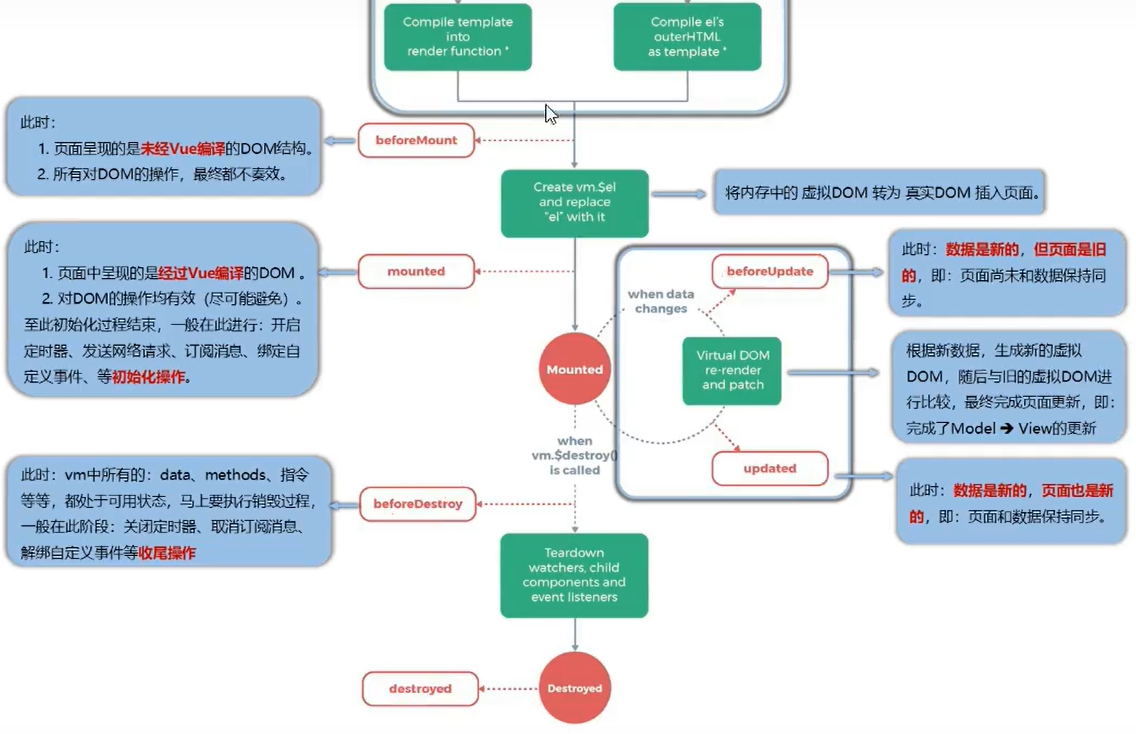 Compile template
into
render function *
Compile el's
outerHTML
as template *
此时：
1. 页面呈现的是未经Vue编译的DOM结构。
2. 所有对DOM的操作，最终都不奏效。
beforeMount
Create vm.$el
and replace
"el" with it
将内存中的 虚拟DOM 转为 真实DOM 插入页面。
此时：
1. 页面中呈现的是经过Vue编译的DOM 。
2. 对DOM的操作均有效（尽可能避免）。
至此初始化过程结束，一般在此进行：开启
定时器、发送网络请求、订阅消息、绑定自
定义事件、等初始化操作。
mounted
beforeUpdate
此时：数据是新的，但页面是旧
的，即：页面尚未和数据保持同
步。
when data
changes
Mounted
Virtual DOM
re-render
and patch
根据新数据，生成新的虚拟
DOM，随后与旧的虚拟DOM进
行比较，最终完成页面更新，即：
完成了Model ➔ View的更新
when
vm.$destroy()
is called
updated
此时：数据是新的，页面也是新
的，即：页面和数据保持同步。
此时：vm中所有的：data、methods、指令
等等，都处于可用状态，马上要执行销毁过程，
一般在此阶段：关闭定时器、取消订阅消息、
解绑自定义事件等收尾操作
beforeDestroy
Teardown
watchers, child
components and
event listeners
destroyed
Destroyed